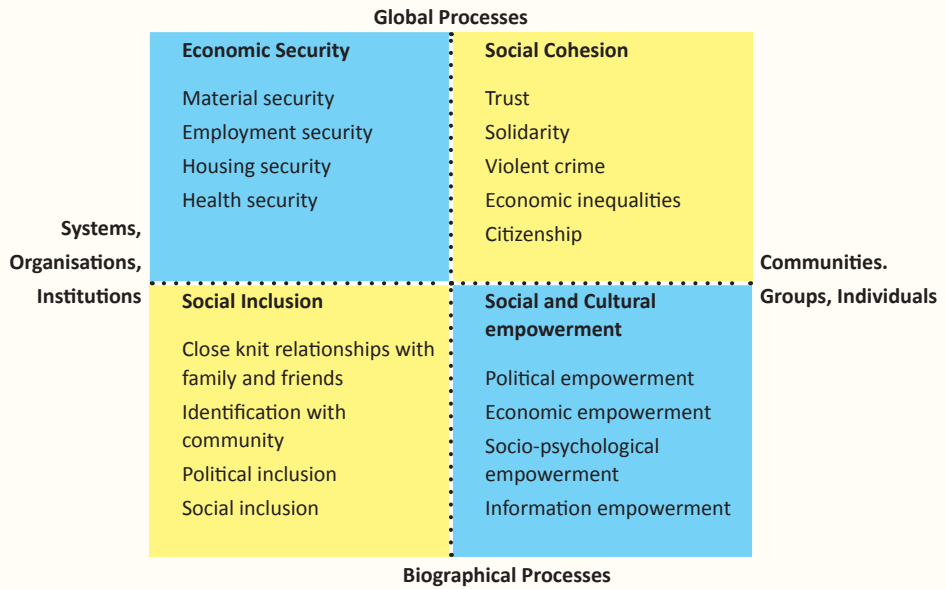 Global Processes
Economic Security
Material security
Employment security
Housing security
Health security
Social Cohesion
Trust
Solidarity
Violent crime
Economic inequalities
Citizenship
Systems,
Organisations,
Institutions
Communities.
Groups, Individuals
Social Inclusion
Close knit relationships with
family and friends
Identification with
community
Political inclusion
Social inclusion
Social and Cultural
empowerment
Political empowerment
Economic empowerment
Socio-psychological
empowerment
Information empowerment
Biographical Processes